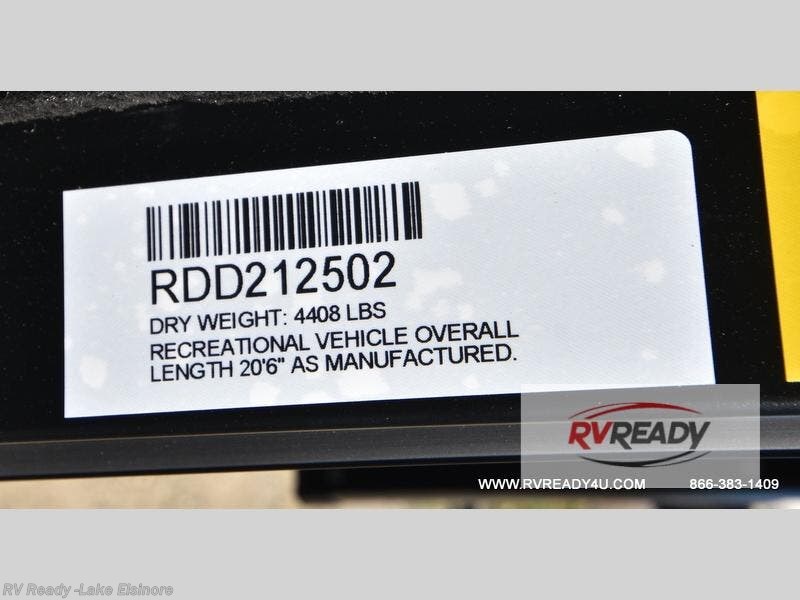 RDD212502
DRY WEIGHT: 4408 LBS
RECREATIONAL VEHICLE OVERALL
LENGTH 20'6" AS MANUFACTURED.
RVREADY
WWW.RVREADY4U.COM 866-383-1409
RV Ready -Lake Elsinore